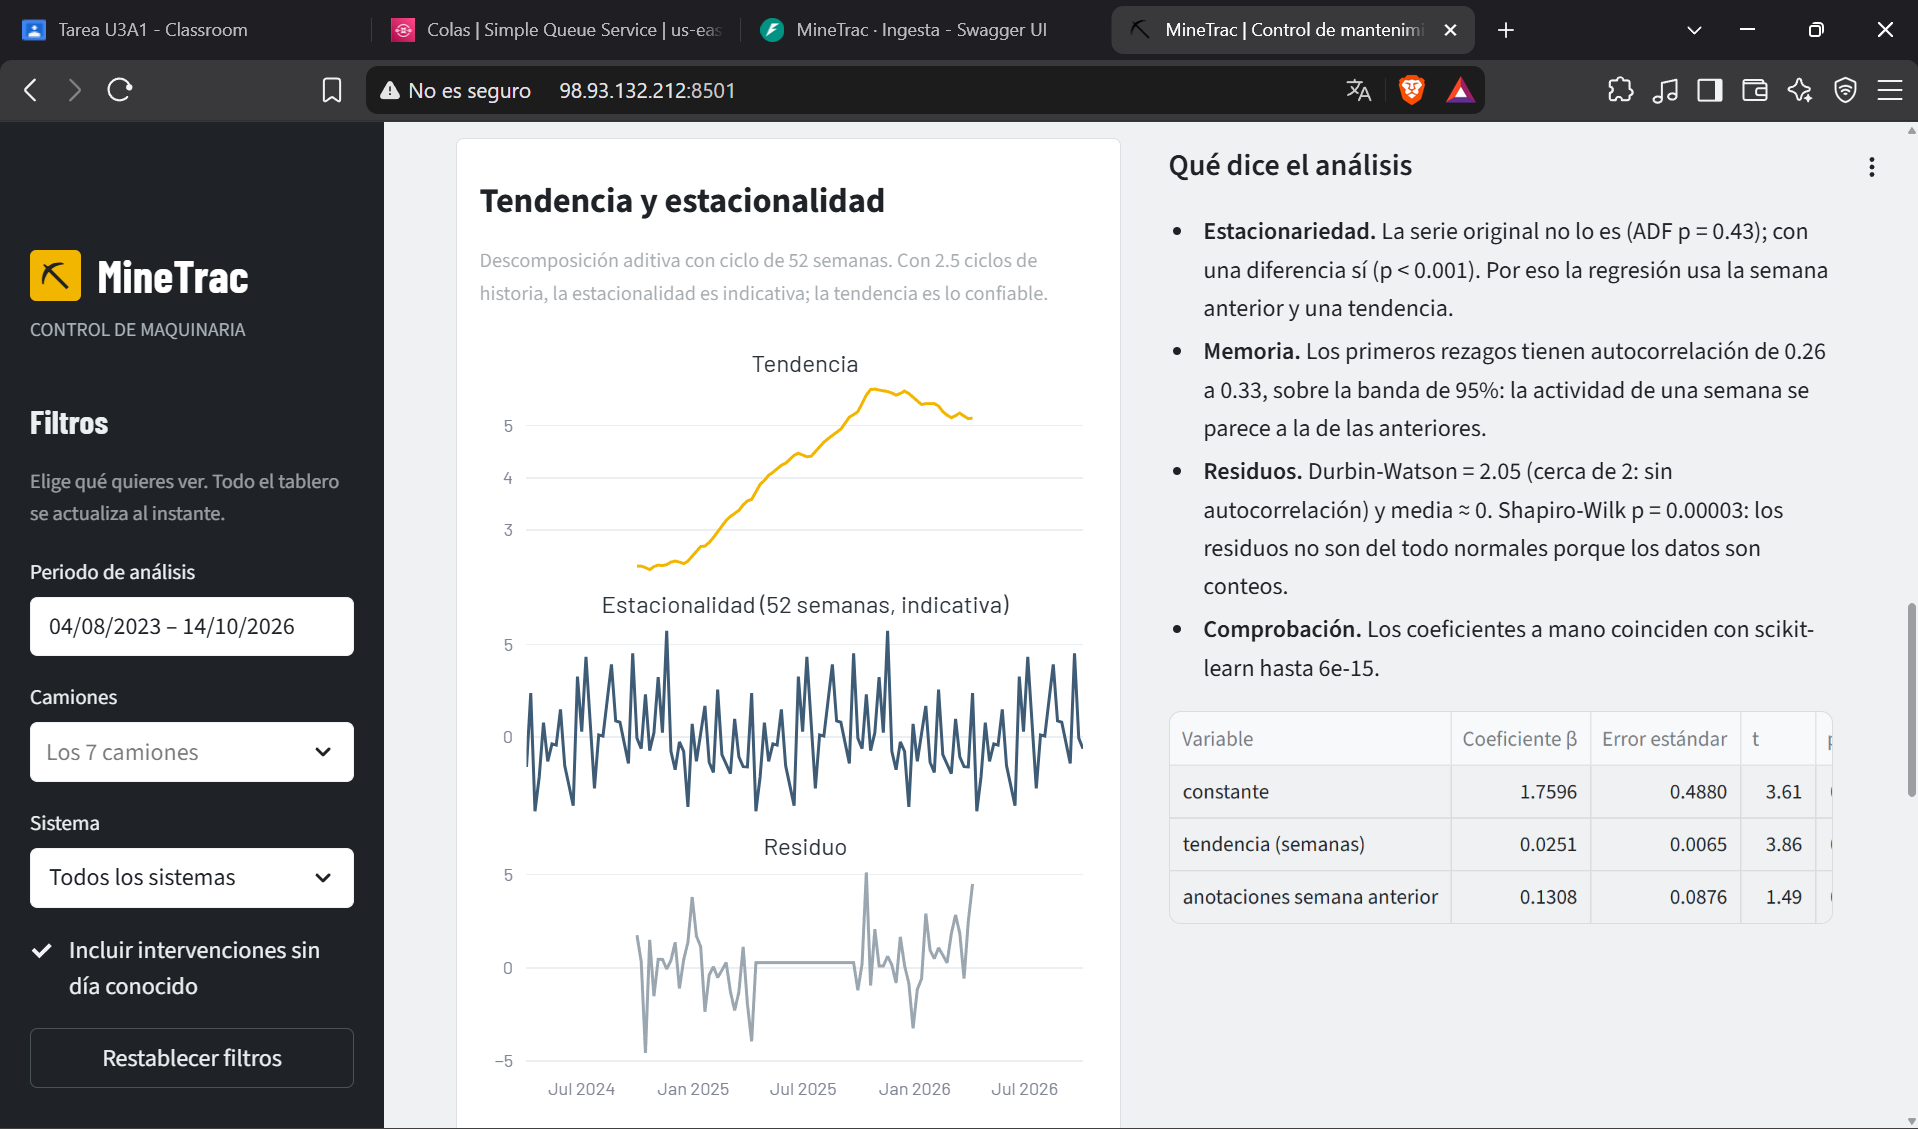 Tarea U3A1 - Classroom
Colas | Simple Queue Service | us-eas
MineTrac · Ingesta - Swagger UI
MineTrac | Control de mantenimi
No es seguro
98.93.132.212:8501
MineTrac
CONTROL DE MAQUINARIA
Filtros
Elige qué quieres ver. Todo el tablero
se actualiza al instante.
Periodo de análisis
04/08/2023 – 14/10/2026
Camiones
Los 7 camiones
Sistema
Todos los sistemas
Incluir intervenciones sin
día conocido
Restablecer filtros
Tendencia y estacionalidad
Descomposición aditiva con ciclo de 52 semanas. Con 2.5 ciclos de
historia, la estacionalidad es indicativa; la tendencia es lo confiable.
Tendencia
5
4
3
Estacionalidad (52 semanas, indicativa)
5
0
Residuo
5
0
−5
Jul 2024 Jan 2025 Jul 2025 Jan 2026 Jul 2026
Qué dice el análisis
Estacionariedad. La serie original no lo es (ADF p = 0.43); con
una diferencia sí (p < 0.001). Por eso la regresión usa la semana
anterior y una tendencia.
Memoria. Los primeros rezagos tienen autocorrelación de 0.26
a 0.33, sobre la banda de 95%: la actividad de una semana se
parece a la de las anteriores.
Residuos. Durbin-Watson = 2.05 (cerca de 2: sin
autocorrelación) y media ≈ 0. Shapiro-Wilk p = 0.00003: los
residuos no son del todo normales porque los datos son
conteos.
Comprobación. Los coeficientes a mano coinciden con scikit-
learn hasta 6e-15.
Variable Coeficiente β Error estándar t
constante 1.7596 0.4880 3.61
tendencia (semanas) 0.0251 0.0065 3.86
anotaciones semana anterior 0.1308 0.0876 1.49